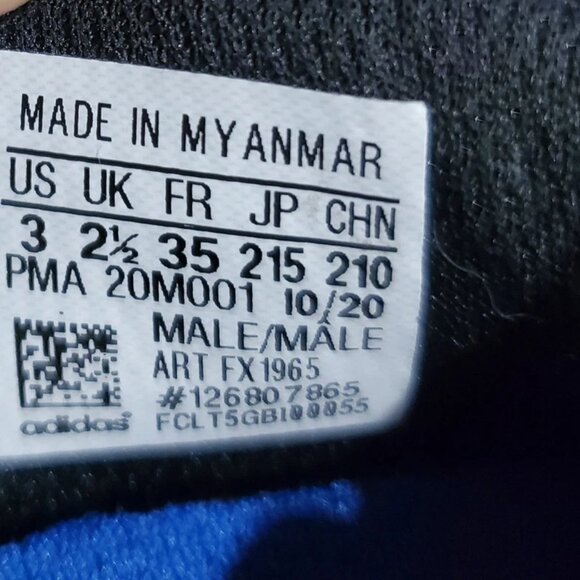 MADE IN MYANMAR
US UK FR JP CHN
3 2½ 35 215 210
PMA 20M001 10/20
MALE/MÂLE
ART FX1965
#126807865
FCLT5GBI00055
adidas